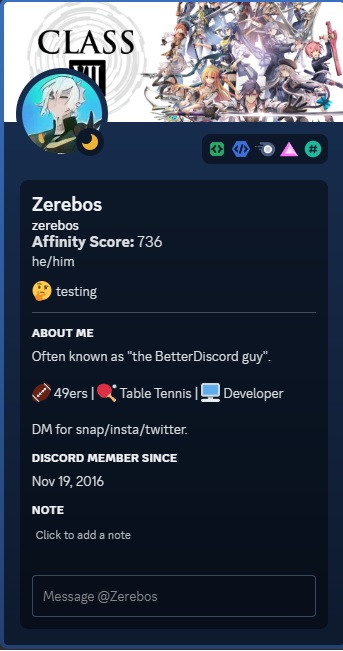 CLASS
VII
Zerebos
zerebos
Affinity Score: 736
he/him
🤔 testing
ABOUT ME
Often known as "the BetterDiscord guy".
🏈 49ers | 🏓 Table Tennis | 🖥️ Developer
DM for snap/insta/twitter.
DISCORD MEMBER SINCE
Nov 19, 2016
NOTE
Click to add a note
Message @Zerebos